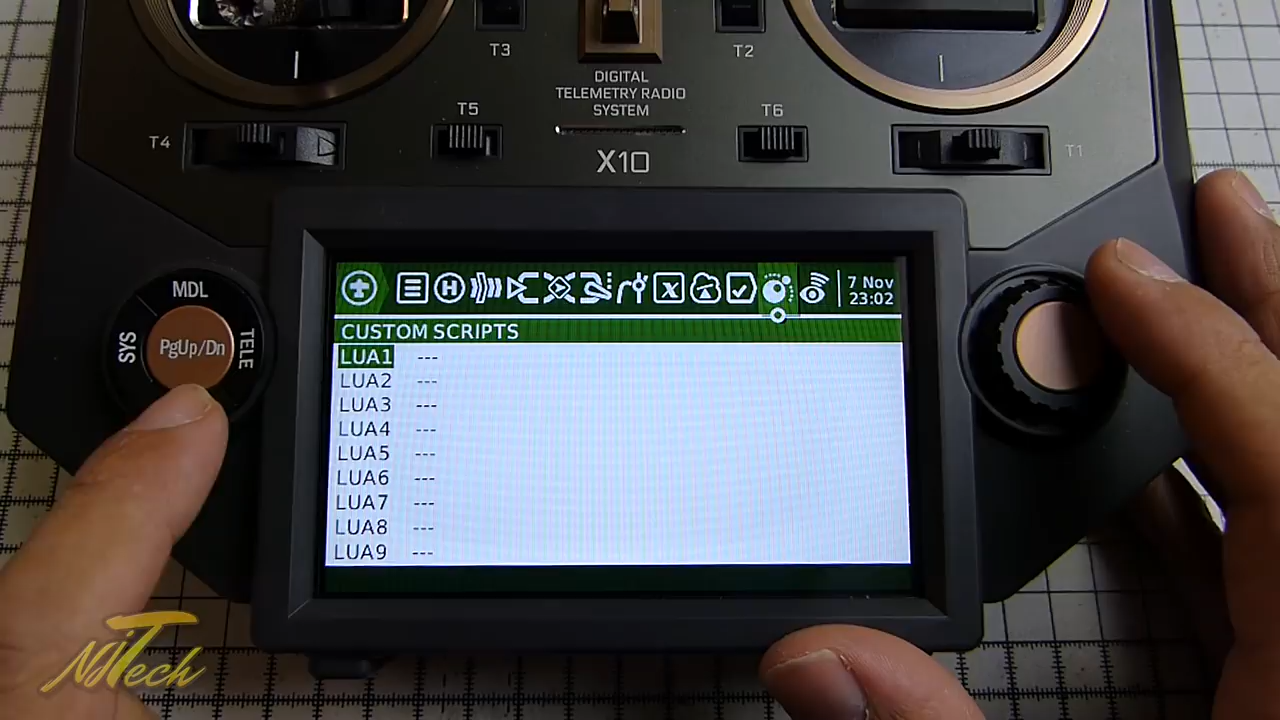 T3
T2
DIGITAL
TELEMETRY RADIO
SYSTEM
T5
T6
T4
X10
T1
MDL
SYS
PgUp/Dn
TELE
H
x
7 Nov
23:02
CUSTOM SCRIPTS
LUA1 ---
LUA2 ---
LUA3 ---
LUA4 ---
LUA5 ---
LUA6 ---
LUA7 ---
LUA8 ---
LUA9 ---
NJTech